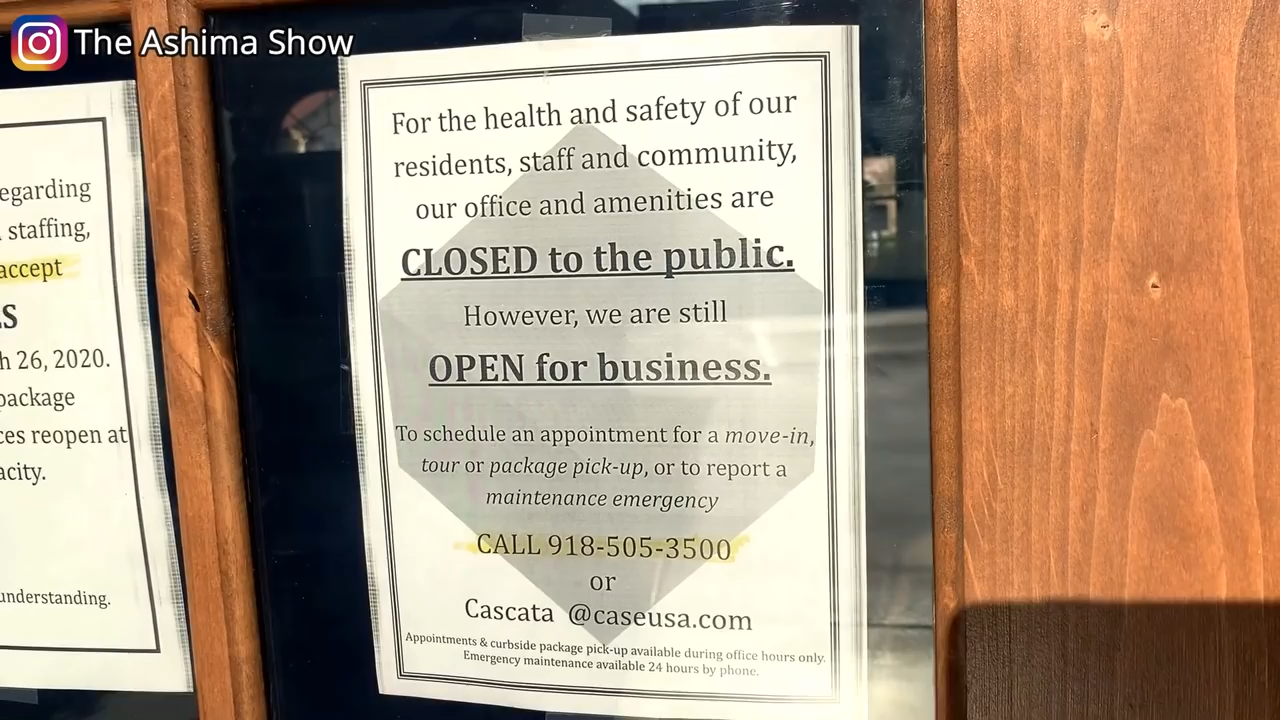 The Ashima Show
egarding
staffing,
accept
h 26, 2020.
package
ces reopen at
acity.
understanding.
For the health and safety of our
residents, staff and community,
our office and amenities are
CLOSED to the public.
However, we are still
OPEN for business.
To schedule an appointment for a move-in,
tour or package pick-up, or to report a
maintenance emergency
CALL 918-505-3500
or
Cascata @caseusa.com
Appointments & curbside package pick-up available during office hours only.
Emergency maintenance available 24 hours by phone.